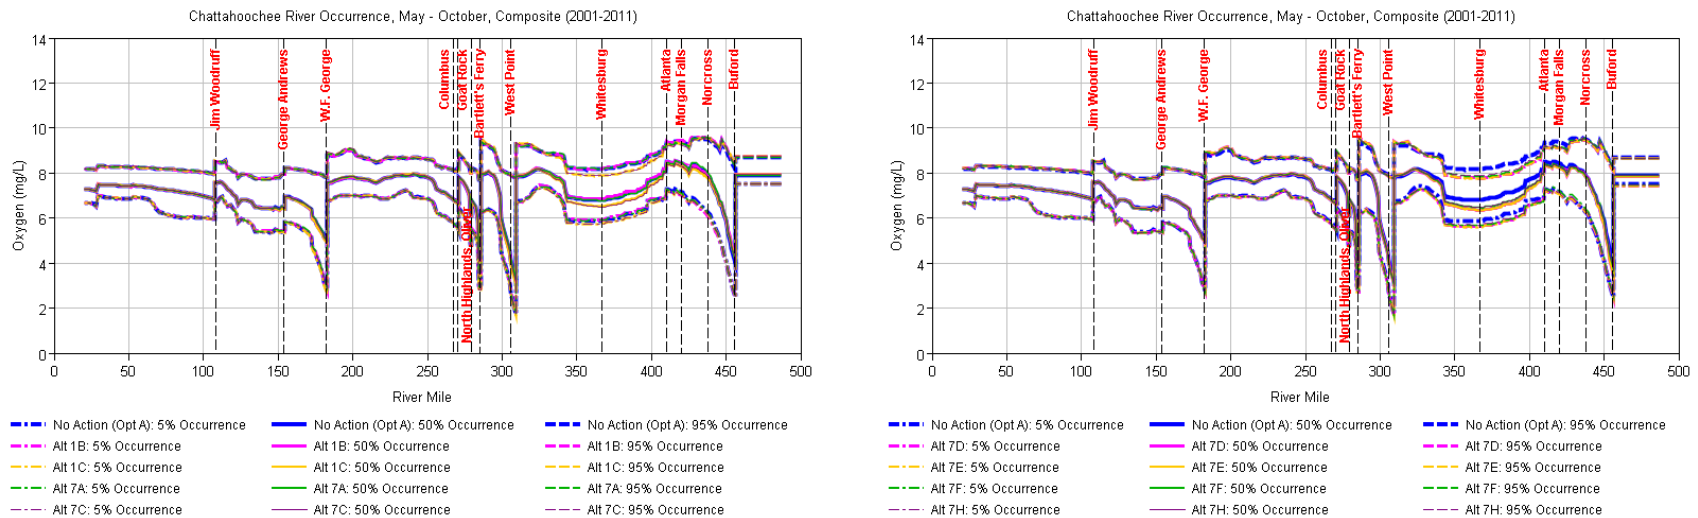 Chattahoochee River Occurrence, May - October, Composite (2001-2011)
14
12
10
8
6
4
2
0
Oxygen (mg/L)
Jim Woodruff
George Andrews
W.F. George
Columbus
Goat Rock
North Highlands, Oliver
Bartlett's Ferry
West Point
Whitesburg
Atlanta
Morgan Falls
Norcross
Buford
0 50 100 150 200 250 300 350 400 450 500
River Mile
No Action (Opt A): 5% Occurrence No Action (Opt A): 50% Occurrence No Action (Opt A): 95% Occurrence
Alt 1B: 5% Occurrence Alt 1B: 50% Occurrence Alt 1B: 95% Occurrence
Alt 1C: 5% Occurrence Alt 1C: 50% Occurrence Alt 1C: 95% Occurrence
Alt 7A: 5% Occurrence Alt 7A: 50% Occurrence Alt 7A: 95% Occurrence
Alt 7C: 5% Occurrence Alt 7C: 50% Occurrence Alt 7C: 95% Occurrence
Chattahoochee River Occurrence, May - October, Composite (2001-2011)
14
12
10
8
6
4
2
0
Oxygen (mg/L)
Jim Woodruff
George Andrews
W.F. George
Columbus
Goat Rock
North Highlands, Oliver
Bartlett's Ferry
West Point
Whitesburg
Atlanta
Morgan Falls
Norcross
Buford
0 50 100 150 200 250 300 350 400 450 500
River Mile
No Action (Opt A): 5% Occurrence No Action (Opt A): 50% Occurrence No Action (Opt A): 95% Occurrence
Alt 7D: 5% Occurrence Alt 7D: 50% Occurrence Alt 7D: 95% Occurrence
Alt 7E: 5% Occurrence Alt 7E: 50% Occurrence Alt 7E: 95% Occurrence
Alt 7F: 5% Occurrence Alt 7F: 50% Occurrence Alt 7F: 95% Occurrence
Alt 7H: 5% Occurrence Alt 7H: 50% Occurrence Alt 7H: 95% Occurrence